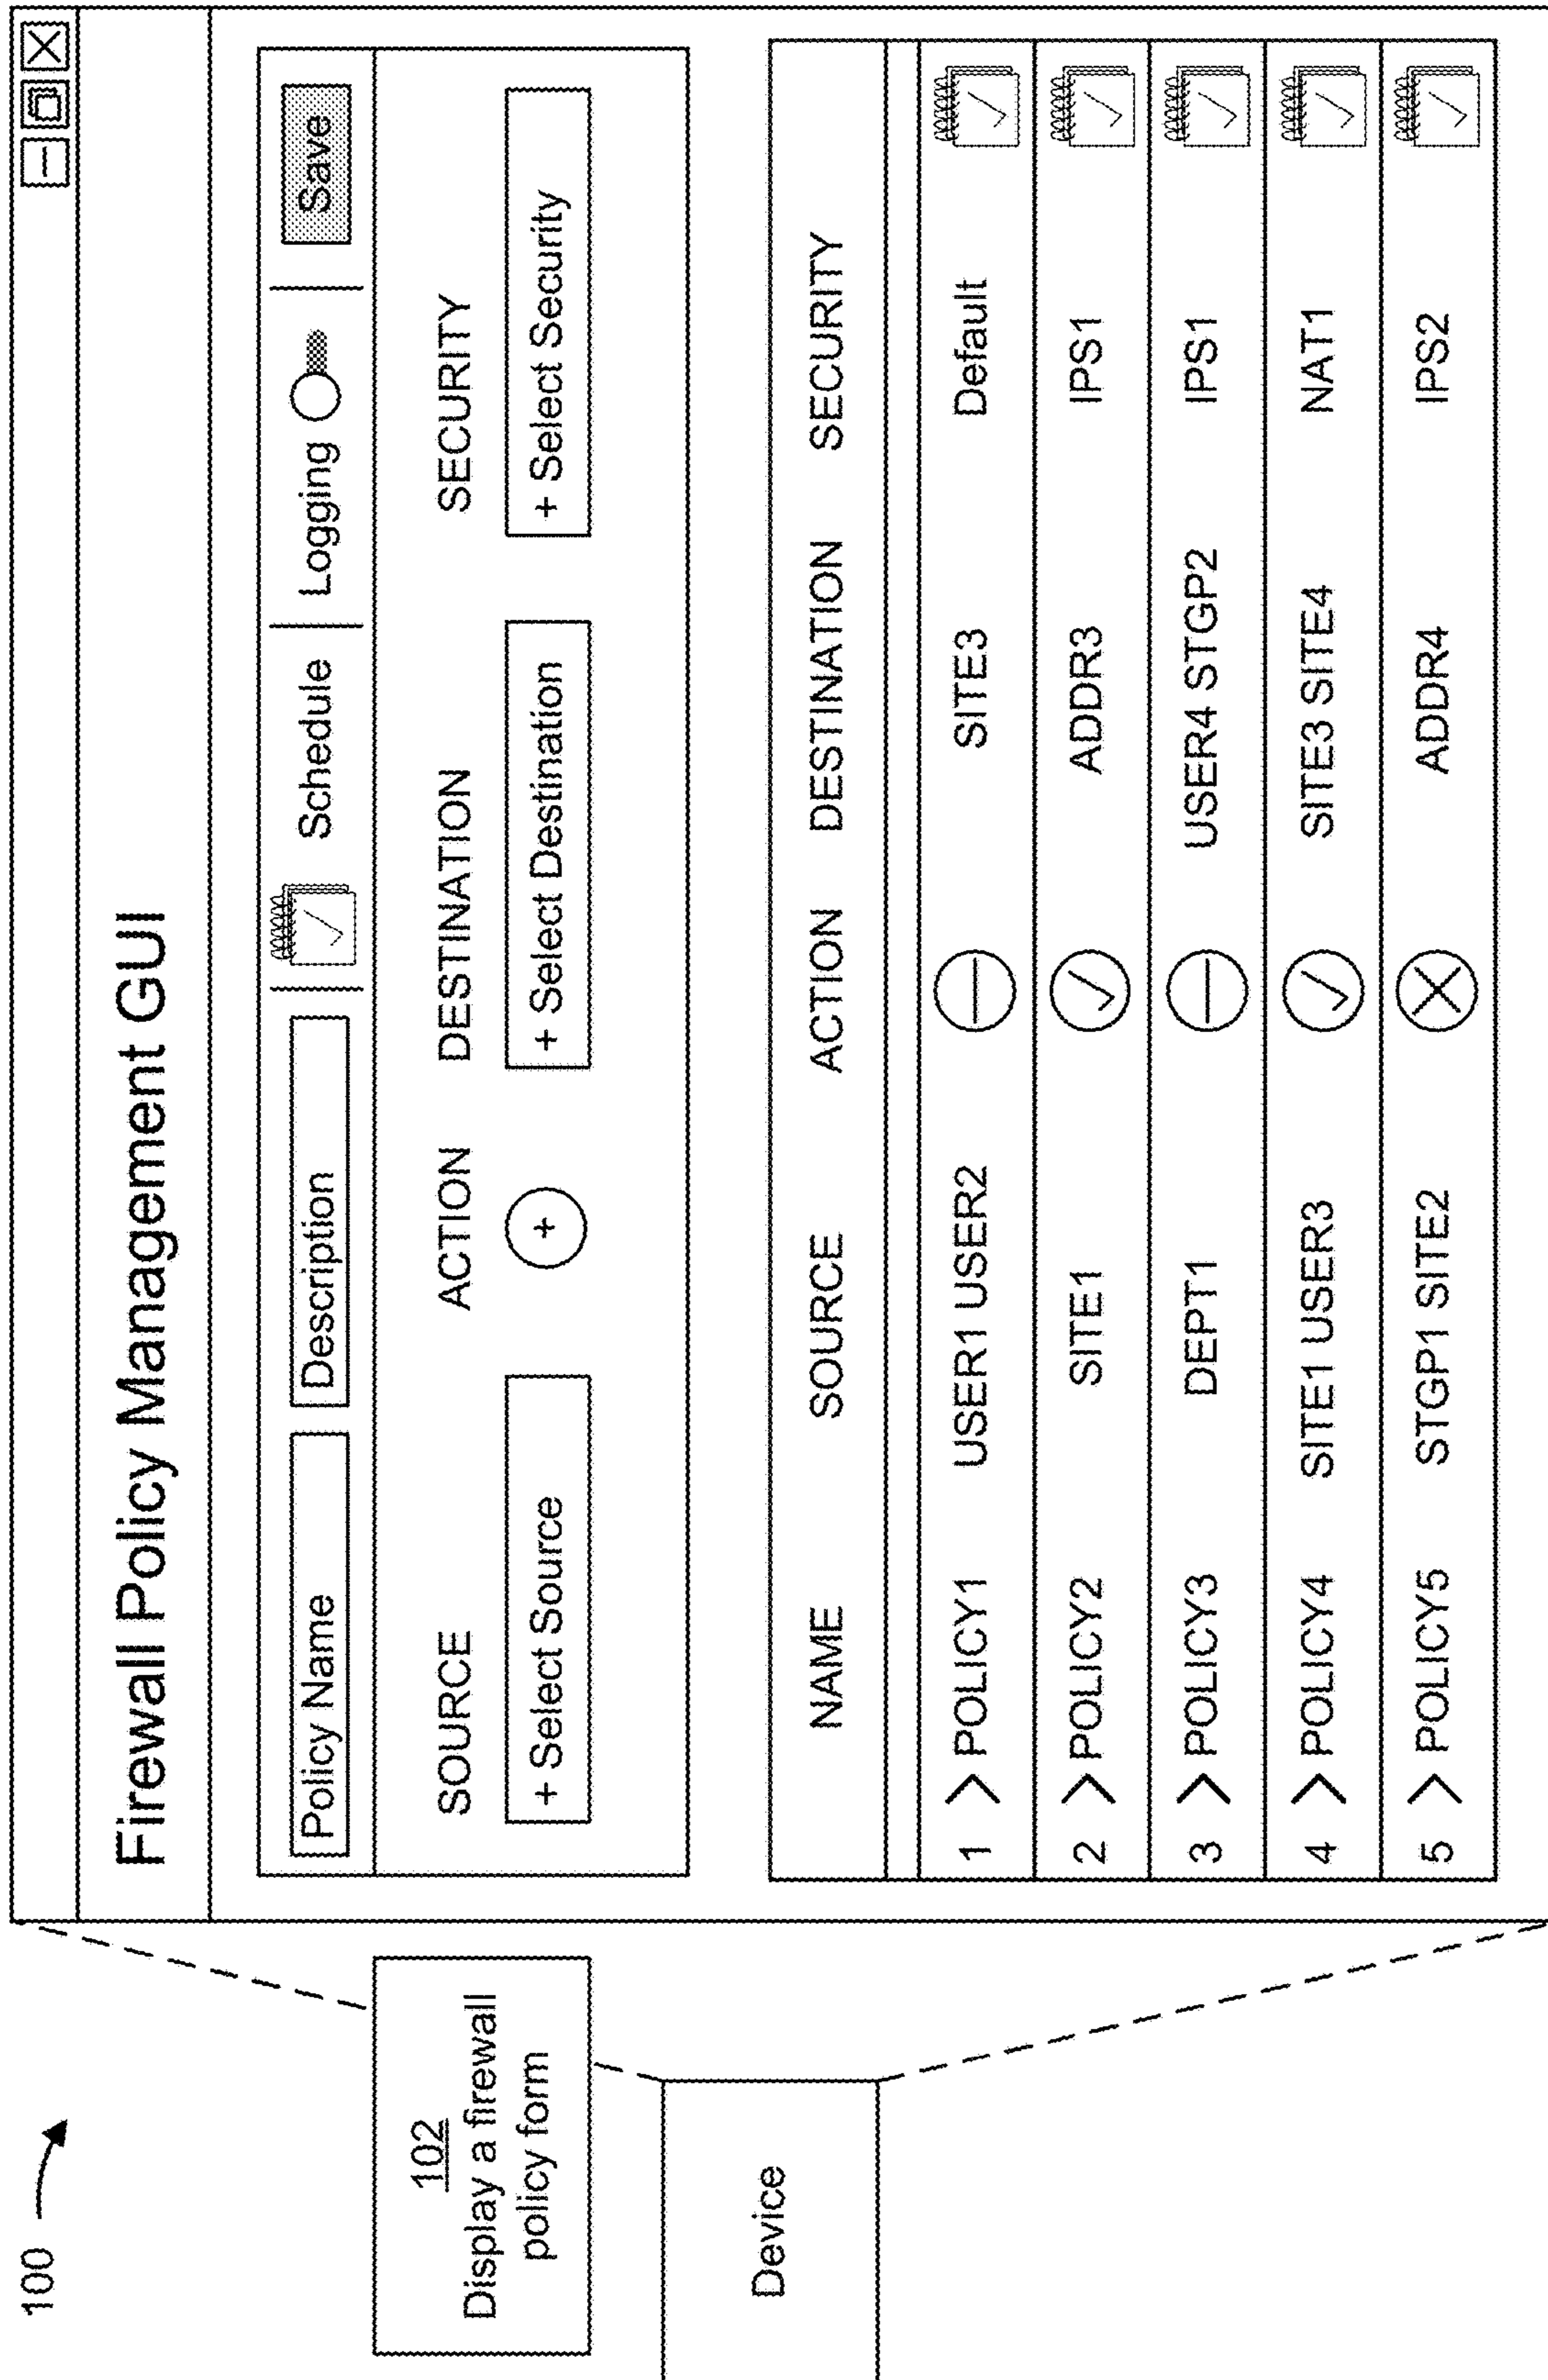 100
102
Display a firewall
policy form
Device
Firewall Policy Management GUI
Policy Name Description Schedule Logging Save
SOURCE ACTION DESTINATION SECURITY
+ Select Source + + Select Destination + Select Security
NAME SOURCE ACTION DESTINATION SECURITY
1 > POLICY1 USER1 USER2 SITE3 Default
2 > POLICY2 SITE1 ADDR3 IPS1
3 > POLICY3 DEPT1 USER4 STGP2 IPS1
4 > POLICY4 SITE1 USER3 SITE3 SITE4 NAT1
5 > POLICY5 STGP1 SITE2 ADDR4 IPS2